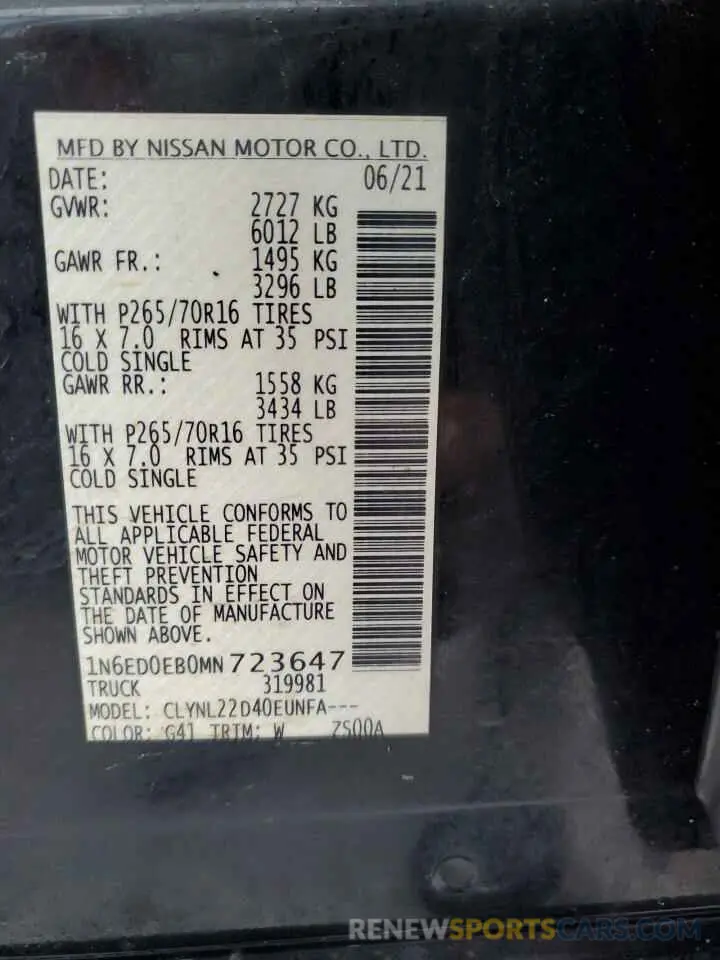 MFD BY NISSAN MOTOR CO., LTD.
DATE: 06/21
GVWR: 2727 KG
6012 LB
GAWR FR.: 1495 KG
3296 LB
WITH P265/70R16 TIRES
16 X 7.0 RIMS AT 35 PSI
COLD SINGLE
GAWR RR.: 1558 KG
3434 LB
WITH P265/70R16 TIRES
16 X 7.0 RIMS AT 35 PSI
COLD SINGLE
THIS VEHICLE CONFORMS TO
ALL APPLICABLE FEDERAL
MOTOR VEHICLE SAFETY AND
THEFT PREVENTION
STANDARDS IN EFFECT ON
THE DATE OF MANUFACTURE
SHOWN ABOVE.
1N6ED0EB0MN 723647
TRUCK 319981
MODEL: CLYNL22D40EUNFA---
COLOR: G41 TRIM: W ZS00A
RENEWSPORTSCARS.COM